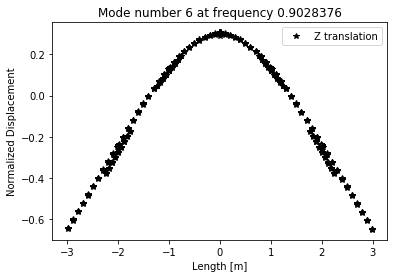 Mode number 6 at frequency 0.9028376
Z translation
Normalized Displacement
0.2
0.0
−0.2
−0.4
−0.6
−3 −2 −1 0 1 2 3
Length [m]